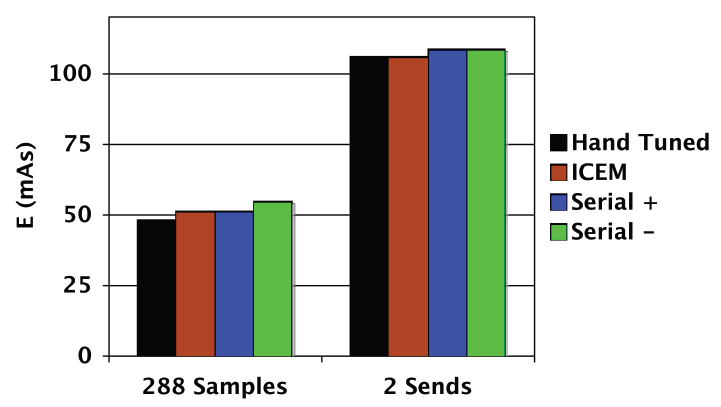 E (mAs)
100
75
50
25
0
288 Samples
2 Sends
Hand Tuned
ICEM
Serial +
Serial –